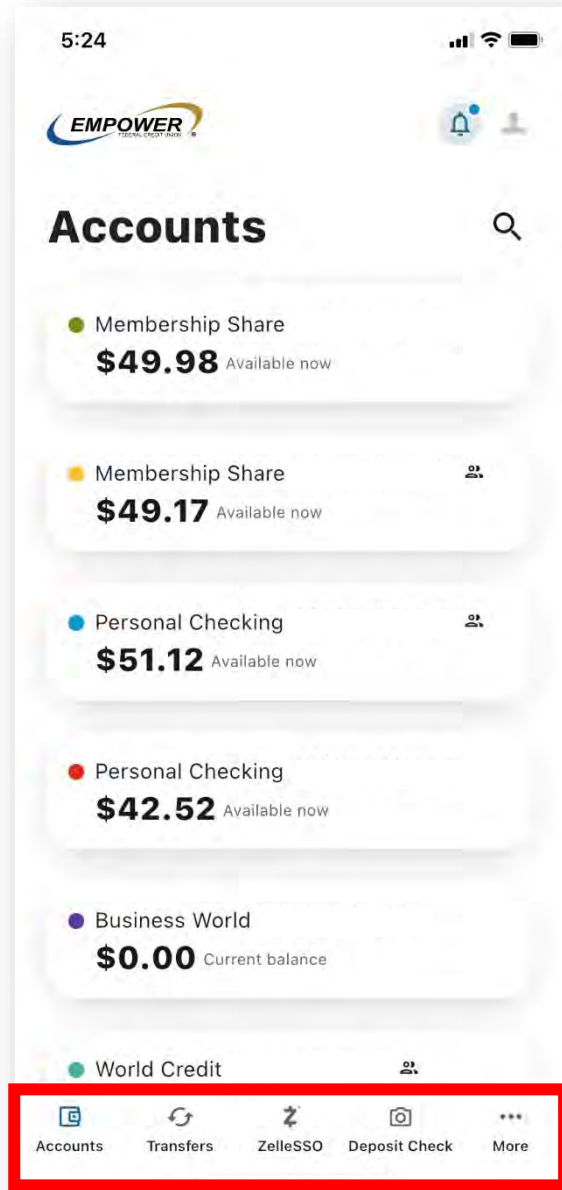 5:24
EMPOWER
FEDERAL CREDIT UNION ®
Accounts
Membership Share
$49.98 Available now
Membership Share
$49.17 Available now
Personal Checking
$51.12 Available now
Personal Checking
$42.52 Available now
Business World
$0.00 Current balance
World Credit
Accounts Transfers ZelleSSO Deposit Check More